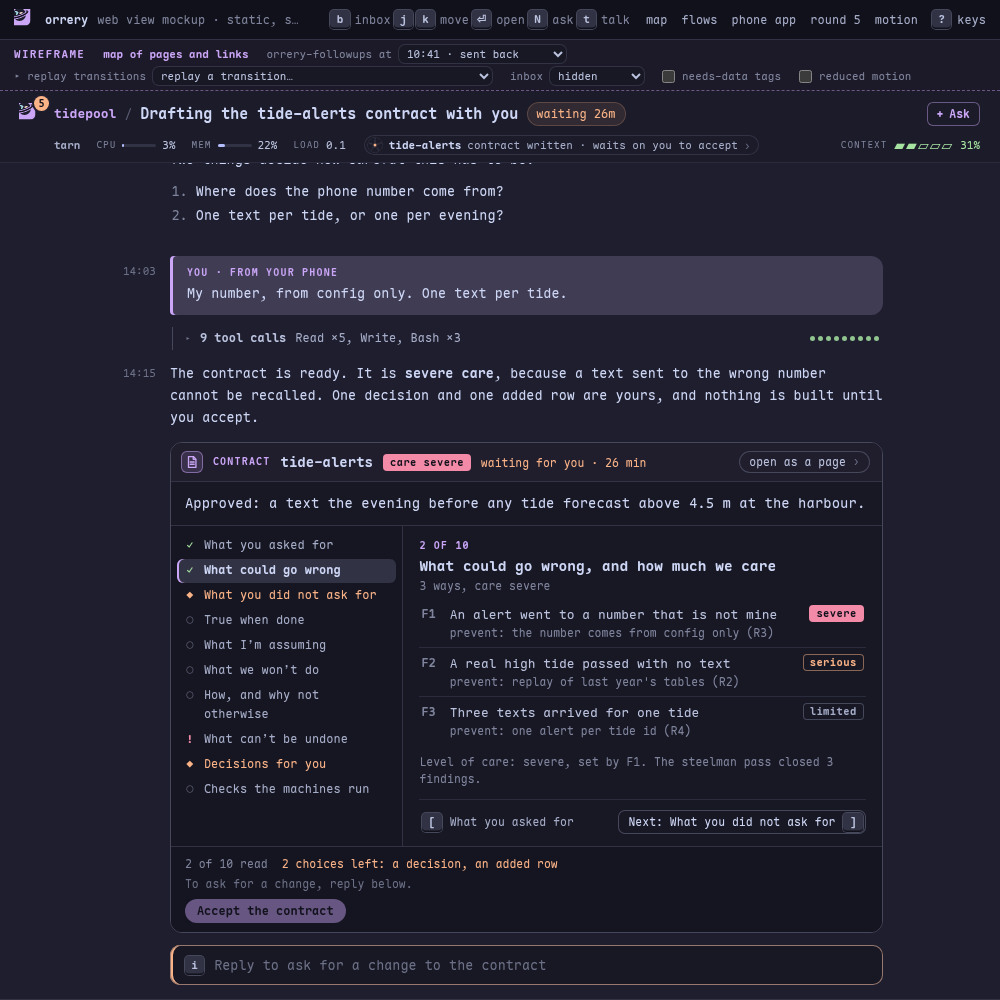 orrery web view mockup · static, s… b inbox j k move ⏎ open N ask t talk map flows phone app round 5 motion ? keys
WIREFRAME map of pages and links orrery-followups at 10:41 · sent back
▸ replay transitions replay a transition… inbox hidden needs-data tags reduced motion
5 tidepool / Drafting the tide-alerts contract with you waiting 26m + Ask
tarn CPU 3% MEM 22% LOAD 0.1 tide-alerts contract written · waits on you to accept › CONTEXT 31%
1. Where does the phone number come from?
2. One text per tide, or one per evening?
14:03 YOU · FROM YOUR PHONE
My number, from config only. One text per tide.
▸ 9 tool calls Read ×5, Write, Bash ×3
14:15 The contract is ready. It is severe care, because a text sent to the wrong number
cannot be recalled. One decision and one added row are yours, and nothing is built until
you accept.
CONTRACT tide-alerts care severe waiting for you · 26 min open as a page ›
Approved: a text the evening before any tide forecast above 4.5 m at the harbour.
✓ What you asked for
✓ What could go wrong
◆ What you did not ask for
○ True when done
○ What I’m assuming
○ What we won’t do
○ How, and why not
otherwise
! What can’t be undone
◆ Decisions for you
○ Checks the machines run
2 OF 10
What could go wrong, and how much we care
3 ways, care severe
F1 An alert went to a number that is not mine severe
prevent: the number comes from config only (R3)
F2 A real high tide passed with no text serious
prevent: replay of last year's tables (R2)
F3 Three texts arrived for one tide limited
prevent: one alert per tide id (R4)
Level of care: severe, set by F1. The steelman pass closed 3
findings.
[ What you asked for Next: What you did not ask for ]
2 of 10 read 2 choices left: a decision, an added row
To ask for a change, reply below.
Accept the contract
i Reply to ask for a change to the contract